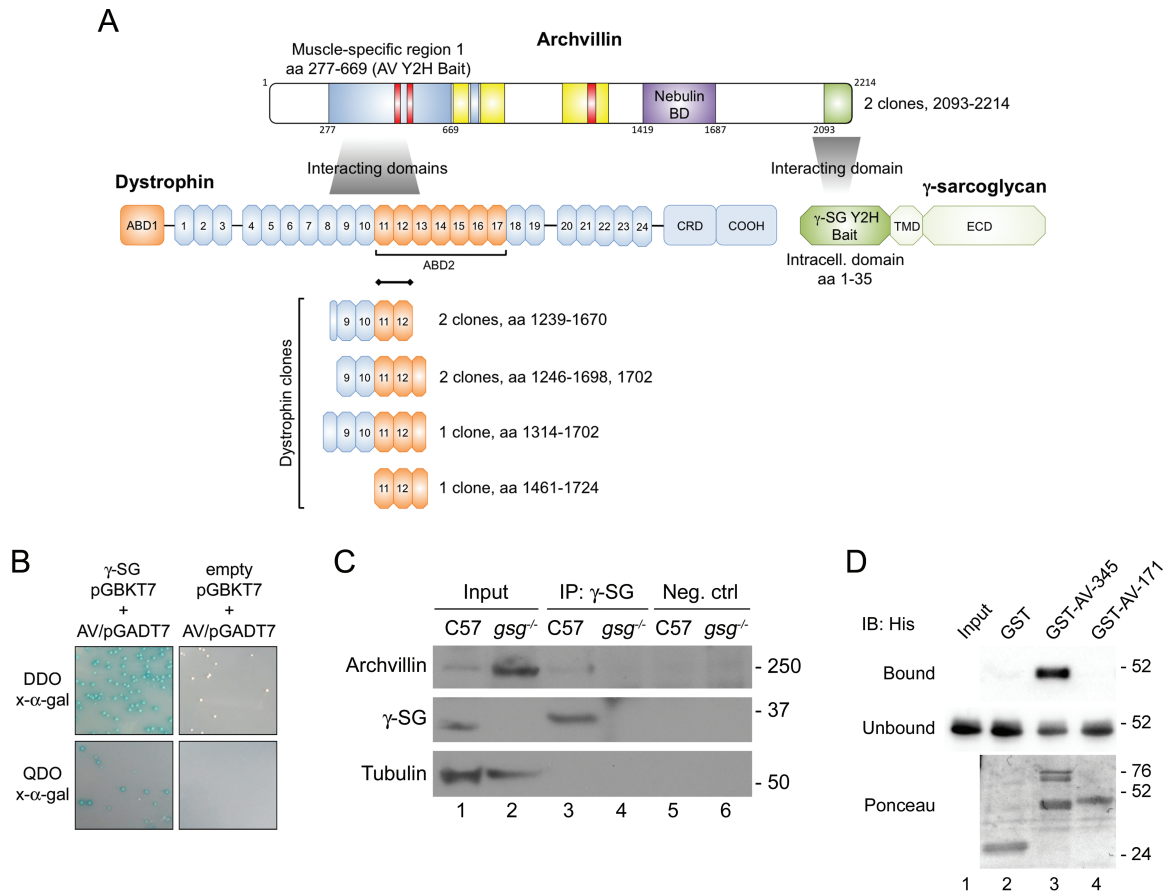 A
Archvillin
Muscle-specific region 1
aa 277-669 (AV Y2H Bait)
1
2214
Nebulin
BD
2 clones, 2093-2214
277
669
1419
1687
2093
Interacting domains
Interacting domain
Dystrophin
γ-sarcoglycan
ABD1
1 2 3 4 5 6 7 8 9 10 11 12 13 14 15 16 17 18 19 20 21 22 23 24
CRD
COOH
γ-SG Y2H
Bait
TMD
ECD
ABD2
Intracell. domain
aa 1-35
Dystrophin clones
9 10 11 12
2 clones, aa 1239-1670
9 10 11 12
2 clones, aa 1246-1698, 1702
9 10 11 12
1 clone, aa 1314-1702
11 12
1 clone, aa 1461-1724
B
γ-SG
pGBKT7
+
AV/pGADT7
empty
pGBKT7
+
AV/pGADT7
DDO
x-α-gal
QDO
x-α-gal
C
Input
IP: γ-SG
Neg. ctrl
C57 gsg-/- C57 gsg-/- C57 gsg-/-
Archvillin
- 250
γ-SG
- 37
Tubulin
- 50
1 2 3 4 5 6
D
IB: His
Input
GST
GST-AV-345
GST-AV-171
Bound
- 52
Unbound
- 52
Ponceau
- 76
- 52
- 24
1 2 3 4